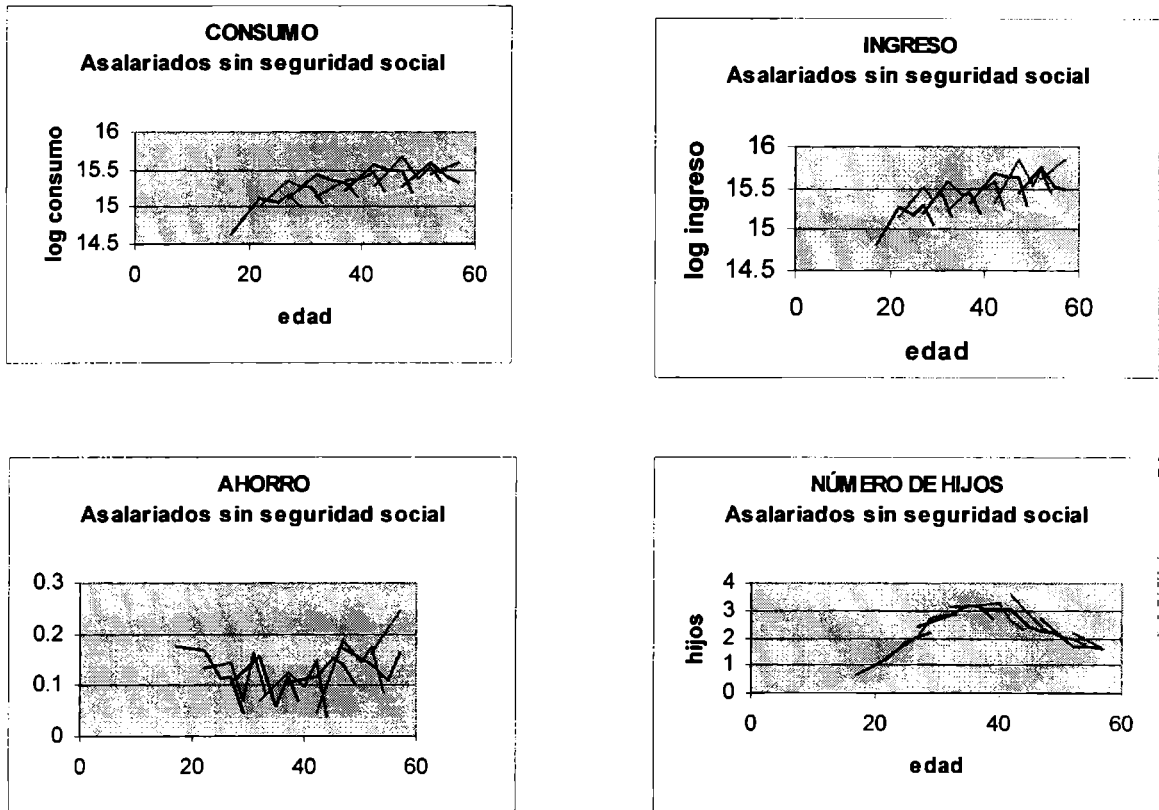 CONSUMO
Asalariados sin seguridad social
log consumo
16
15.5
15
14.5
0 20 40 60
edad
INGRESO
Asalariados sin seguridad social
log ingreso
16
15.5
15
14.5
0 20 40 60
edad
AHORRO
Asalariados sin seguridad social
0.3
0.2
0.1
0
0 20 40 60
NÚMERO DE HIJOS
Asalariados sin seguridad social
hijos
4
3
2
1
0
0 20 40 60
edad